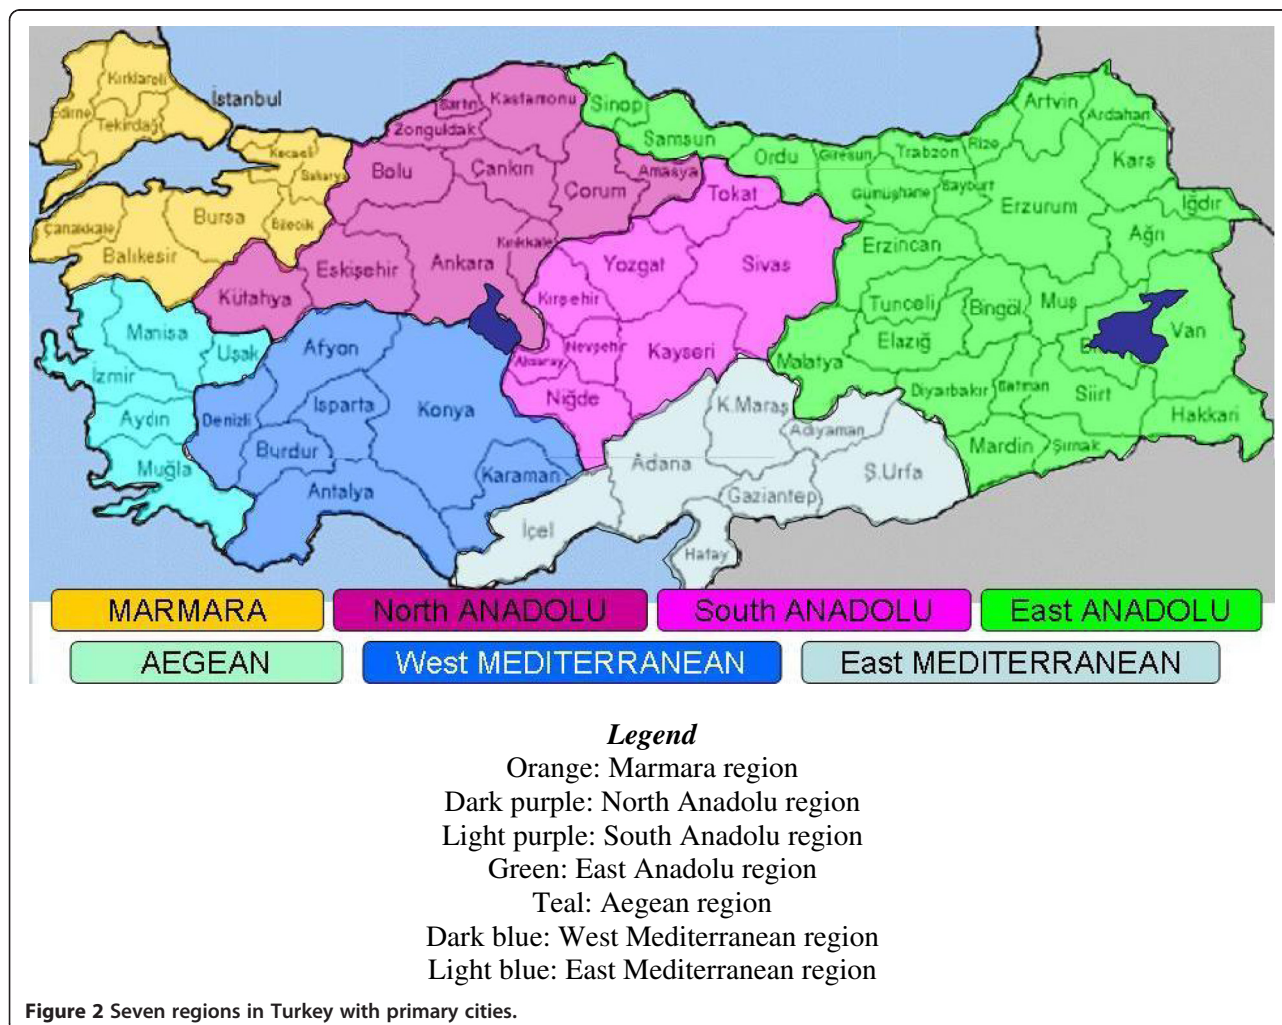 Kırklareli
İstanbul
Edirne
Tekirdağ
Kastamonu
Bartın
Zonguldak
Sinop
Samsun
Artvin
Ardahan
Kocaeli
Sakarya
Bolu
Çankırı
Çorum
Amasya
Tokat
Ordu
Giresun
Trabzon
Rize
Kars
Gümüşhane
Bayburt
Erzurum
Iğdır
Çanakkale
Bursa
Bilecik
Balıkesir
Eskişehir
Ankara
Kırıkkale
Yozgat
Sivas
Erzincan
Ağrı
Kütahya
Kırşehir
Tunceli
Bingöl
Muş
Van
Manisa
Uşak
Afyon
Aksaray
Nevşehir
Kayseri
Malatya
Elazığ
İzmir
Aydın
Denizli
Isparta
Konya
Niğde
K.Maraş
Diyarbakır
Batman
Siirt
Hakkari
Adıyaman
Mardin
Şırnak
Muğla
Burdur
Karaman
Adana
Ş.Urfa
Antalya
Gaziantep
İçel
Hatay
MARMARA
North ANADOLU
South ANADOLU
East ANADOLU
AEGEAN
West MEDITERRANEAN
East MEDITERRANEAN
Legend
Orange: Marmara region
Dark purple: North Anadolu region
Light purple: South Anadolu region
Green: East Anadolu region
Teal: Aegean region
Dark blue: West Mediterranean region
Light blue: East Mediterranean region
Figure 2 Seven regions in Turkey with primary cities.